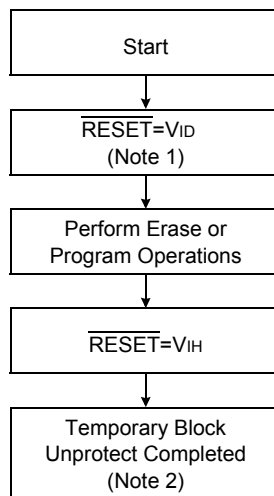 Start
RESET=VID
(Note 1)
Perform Erase or
Program Operations
RESET=VIH
Temporary Block
Unprotect Completed
(Note 2)